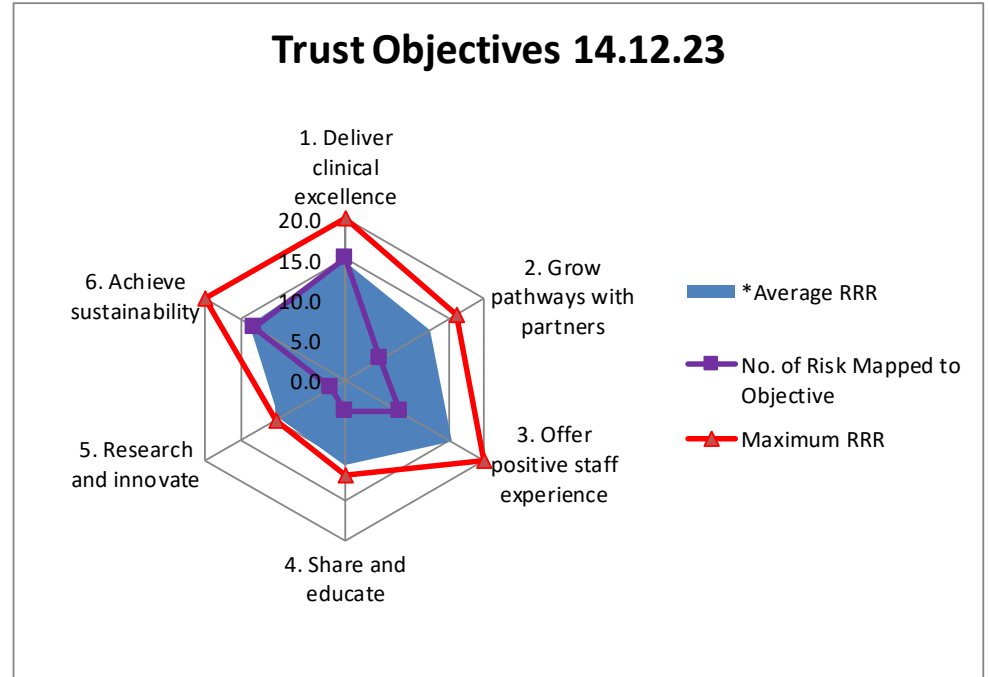 Trust Objectives 14.12.23
1. Deliver
clinical
excellence
20.0
15.0
10.0
5.0
0.0
2. Grow
pathways with
partners
3. Offer
positive staff
experience
4. Share and
educate
5. Research
and innovate
6. Achieve
sustainability
*Average RRR
No. of Risk Mapped to
Objective
Maximum RRR